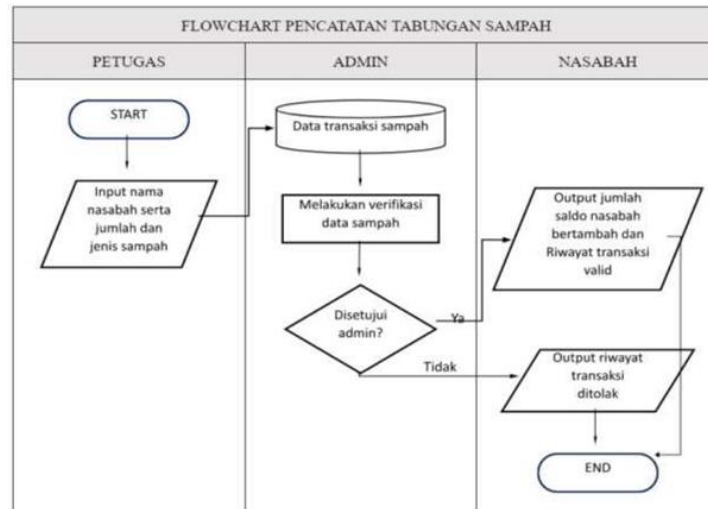 FLOWCHART PENCATATAN TABUNGAN SAMPAH
PETUGAS
ADMIN
NASABAH
START
Input nama
nasabah serta
jumlah dan
jenis sampah
Data transaksi sampah
Melakukan verifikasi
data sampah
Disetujui
admin?
Ya
Tidak
Output jumlah
saldo nasabah
bertambah dan
Riwayat transaksi
valid
Output riwayat
transaksi
ditolak
END